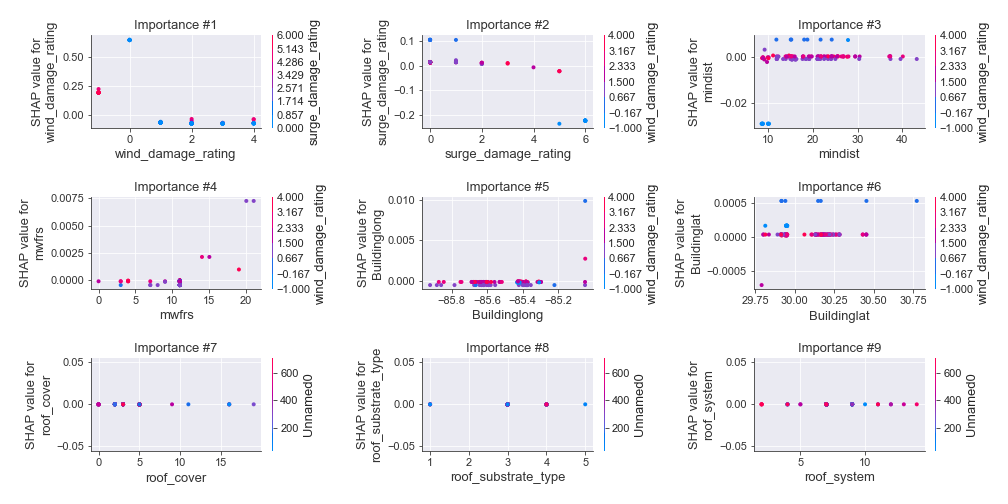 Importance #1
SHAP value for
wind_damage_rating
0.50
0.25
0.00
0
2
4
wind_damage_rating
6.000
5.143
4.286
3.429
2.571
1.714
0.857
0.000
surge_damage_rating
Importance #2
SHAP value for
surge_damage_rating
0.1
0.0
−0.1
−0.2
0
2
4
6
surge_damage_rating
4.000
3.167
2.333
1.500
0.667
−0.167
−1.000
wind_damage_rating
Importance #3
SHAP value for
mindist
0.00
−0.02
10
20
30
40
mindist
4.000
3.167
2.333
1.500
0.667
−0.167
−1.000
wind_damage_rating
Importance #4
SHAP value for
mwfrs
0.0075
0.0050
0.0025
0.0000
0
5
10
15
20
mwfrs
4.000
3.167
2.333
1.500
0.667
−0.167
−1.000
wind_damage_rating
Importance #5
SHAP value for
Buildinglong
0.010
0.005
0.000
−85.8
−85.6
−85.4
−85.2
Buildinglong
4.000
3.167
2.333
1.500
0.667
−0.167
−1.000
wind_damage_rating
Importance #6
SHAP value for
Buildinglat
0.0005
0.0000
−0.0005
29.75
30.00
30.25
30.50
30.75
Buildinglat
4.000
3.167
2.333
1.500
0.667
−0.167
−1.000
wind_damage_rating
Importance #7
SHAP value for
roof_cover
0.05
0.00
−0.05
0
5
10
15
roof_cover
600
400
200
Unnamed0
Importance #8
SHAP value for
roof_substrate_type
0.05
0.00
−0.05
1
2
3
4
5
roof_substrate_type
600
400
200
Unnamed0
Importance #9
SHAP value for
roof_system
0.05
0.00
−0.05
5
10
roof_system
600
400
200
Unnamed0